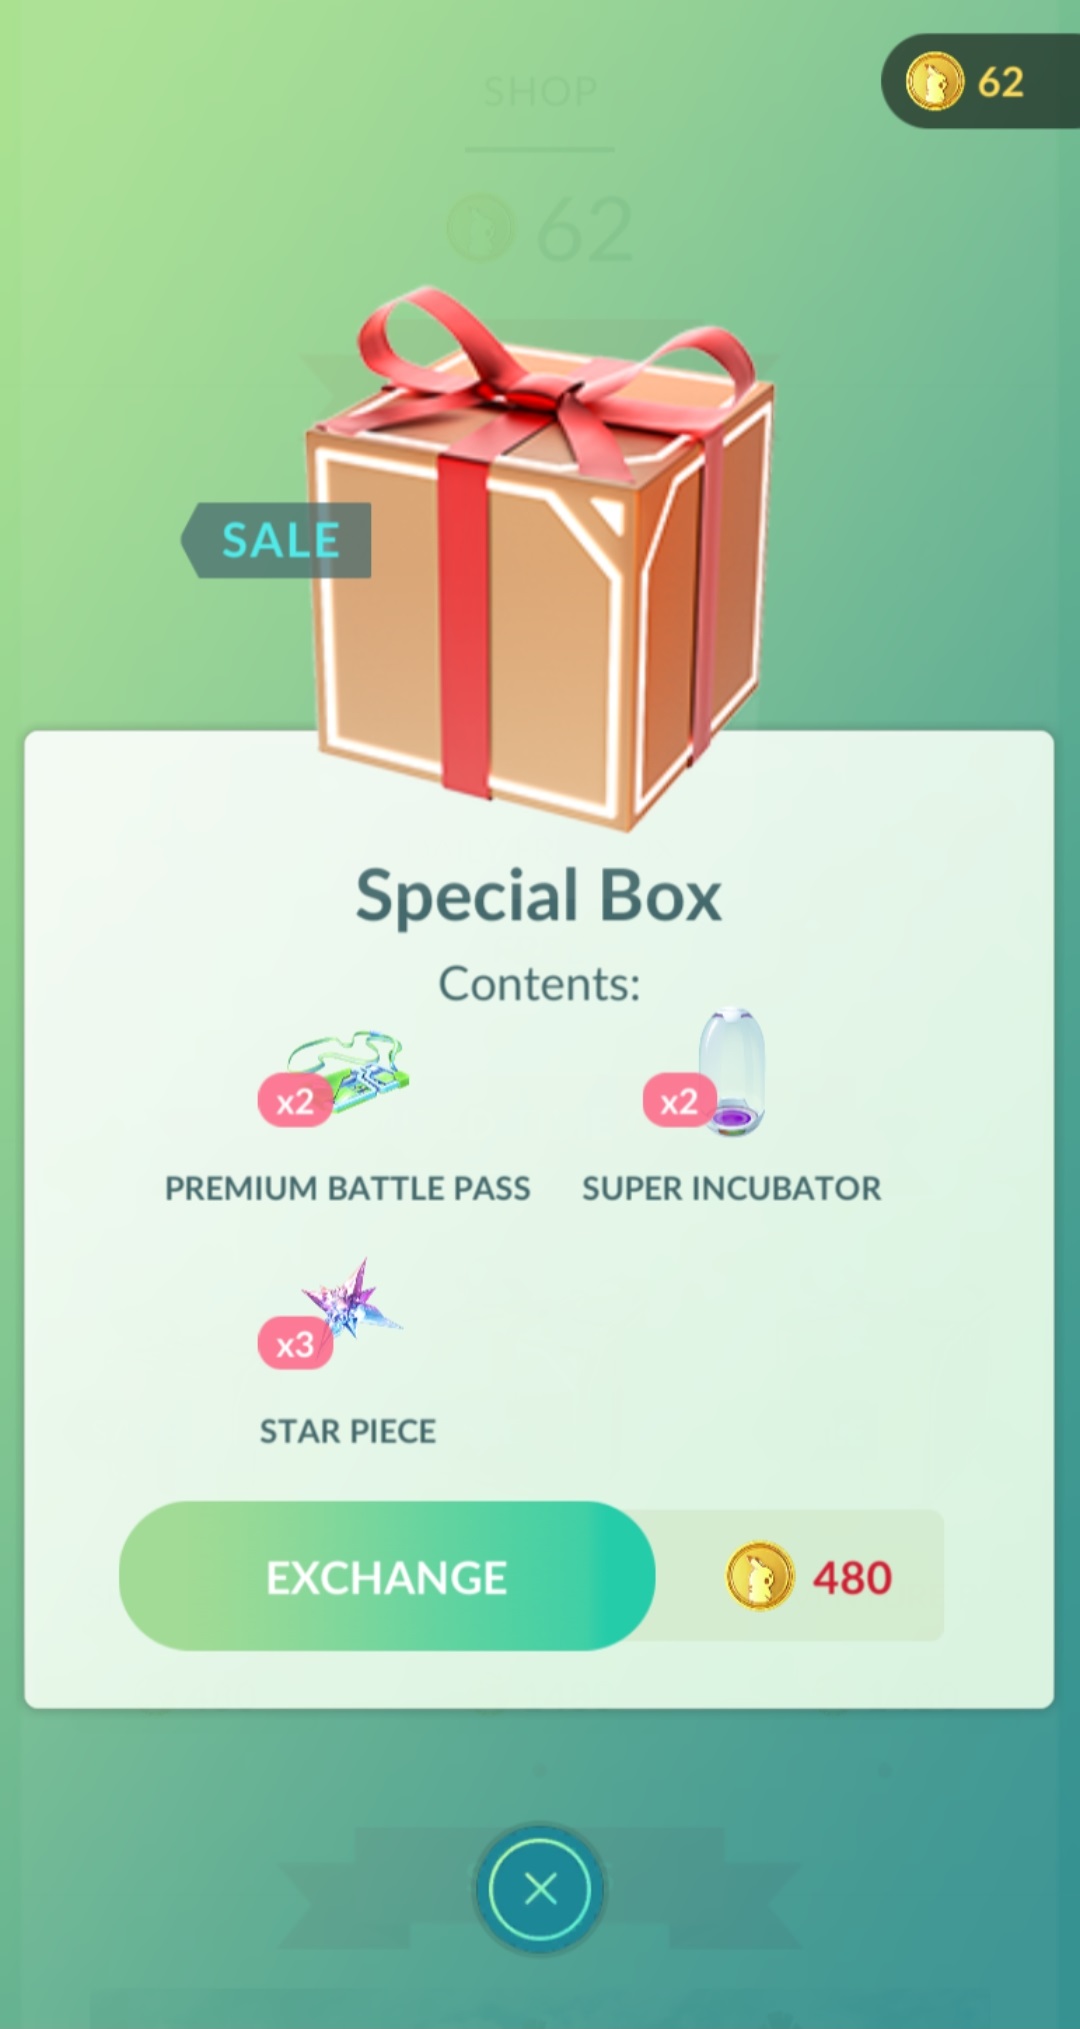 62
SHOP
62
SALE
Special Box
Contents:
x2
x2
PREMIUM BATTLE PASS
SUPER INCUBATOR
x3
STAR PIECE
EXCHANGE
480